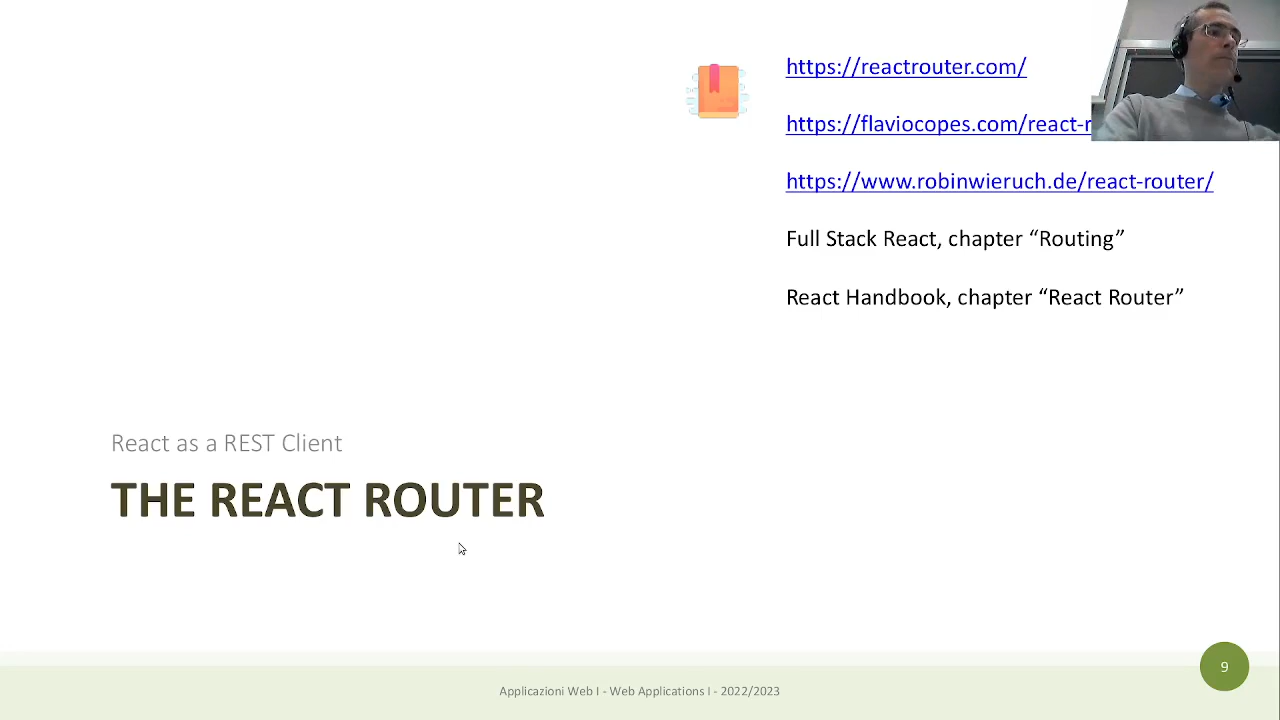 https://reactrouter.com/
https://flaviocopes.com/react-r
https://www.robinwieruch.de/react-router/
Full Stack React, chapter “Routing”
React Handbook, chapter “React Router”
React as a REST Client
THE REACT ROUTER
9
Applicazioni Web I - Web Applications I - 2022/2023